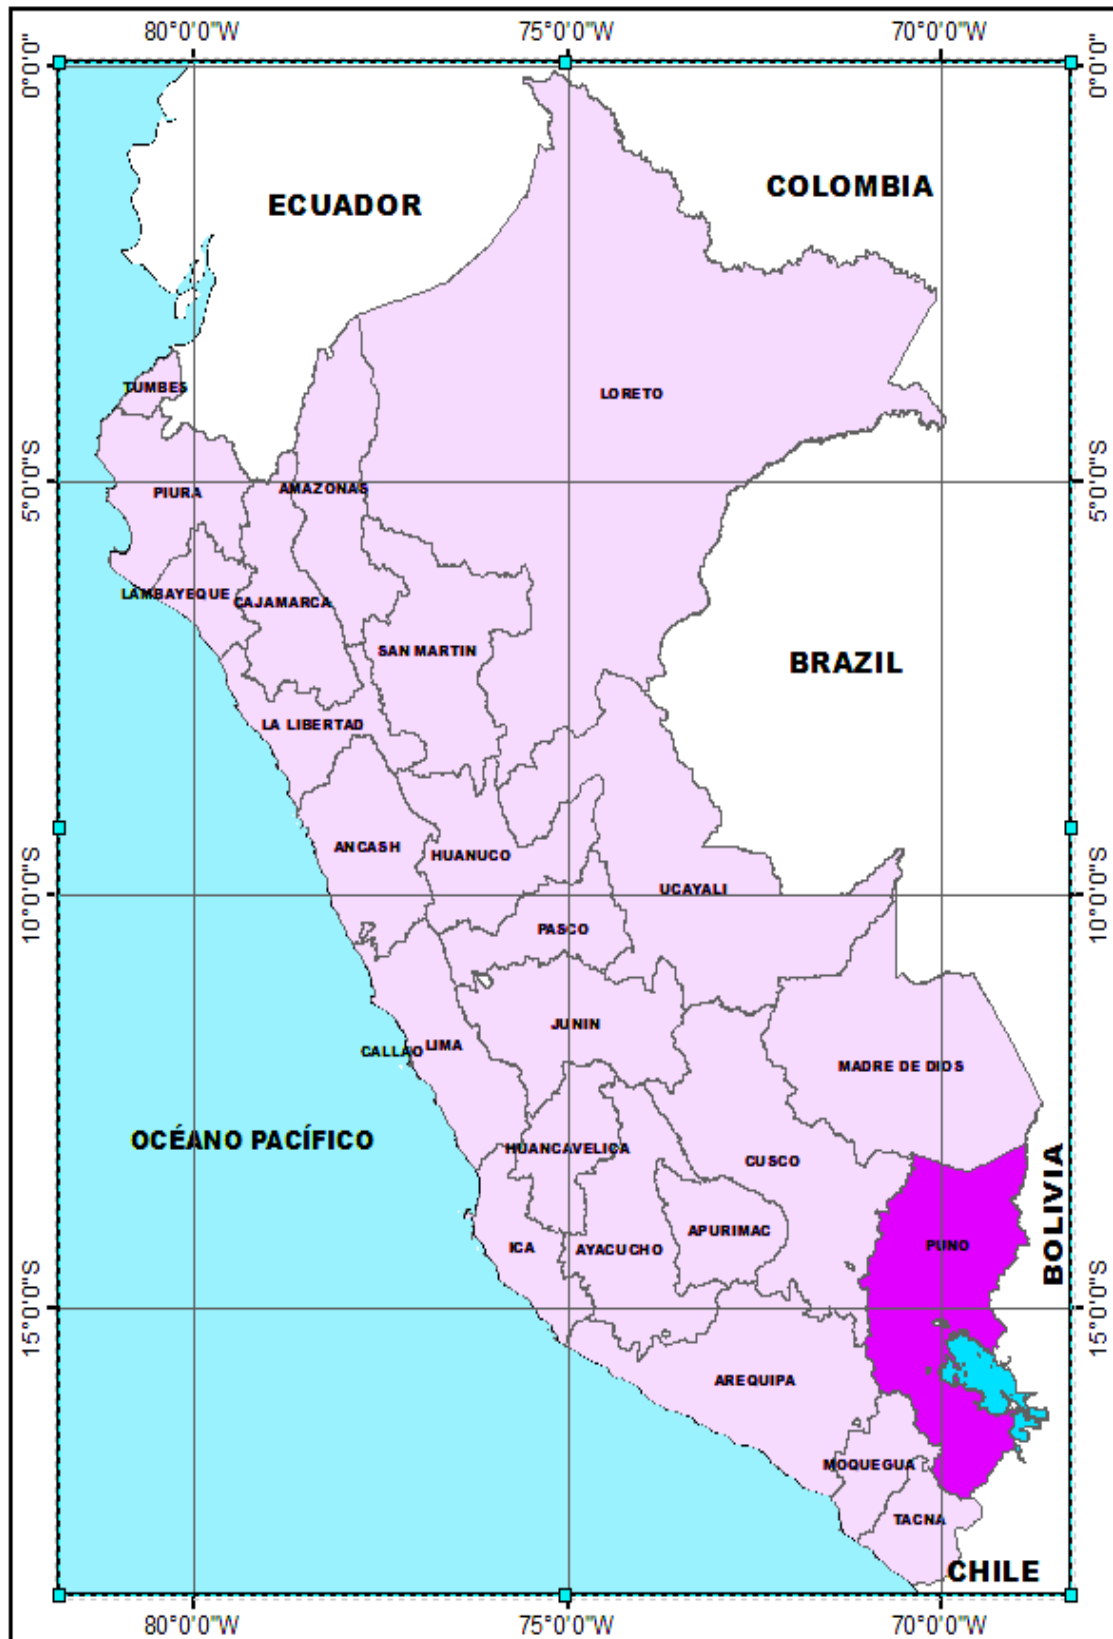 80°0'0"W
75°0'0"W
70°0'0"W
0°0'0"
0°0'0"
COLOMBIA
ECUADOR
TUMBES
LORETO
5°0'0"S
5°0'0"S
AMAZONAS
PIURA
LAMBAYEQUE
CAJAMARCA
SAN MARTIN
BRAZIL
LA LIBERTAD
ANCASH
HUANUCO
UCAYALI
10°0'0"S
10°0'0"S
PASCO
JUNIN
LIMA
CALLAO
MADRE DE DIOS
OCÉANO PACÍFICO
HUANCAVELICA
CUSCO
BOLIVIA
APURIMAC
PUNO
ICA
AYACUCHO
15°0'0"S
15°0'0"S
AREQUIPA
MOQUEGUA
TACNA
CHILE
80°0'0"W
75°0'0"W
70°0'0"W